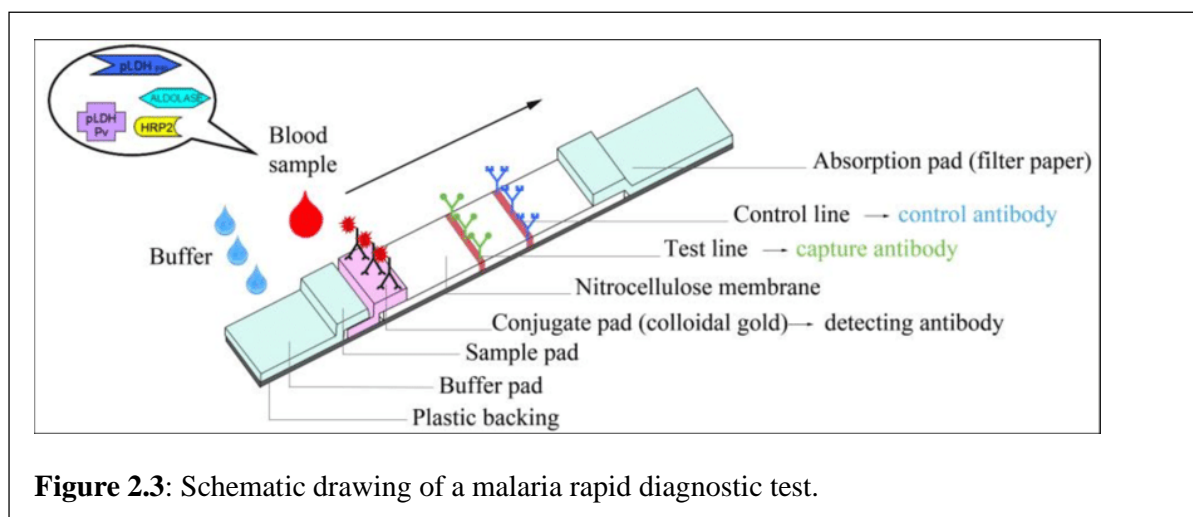 pLDH
ALDOLASE
pLDH
Pv
HRP2
Blood
sample
Buffer
Absorption pad (filter paper)
Control line → control antibody
Test line → capture antibody
Nitrocellulose membrane
Conjugate pad (colloidal gold)→ detecting antibody
Sample pad
Buffer pad
Plastic backing
Figure 2.3: Schematic drawing of a malaria rapid diagnostic test.